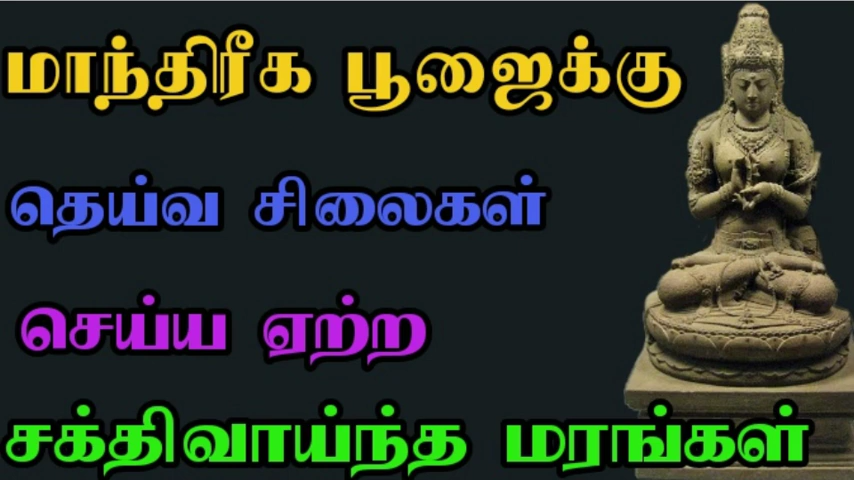 மாந்திரீக பூஜைக்கு
தெய்வ சிலைகள்
செய்ய ஏற்ற
சக்திவாய்ந்த மரங்கள்